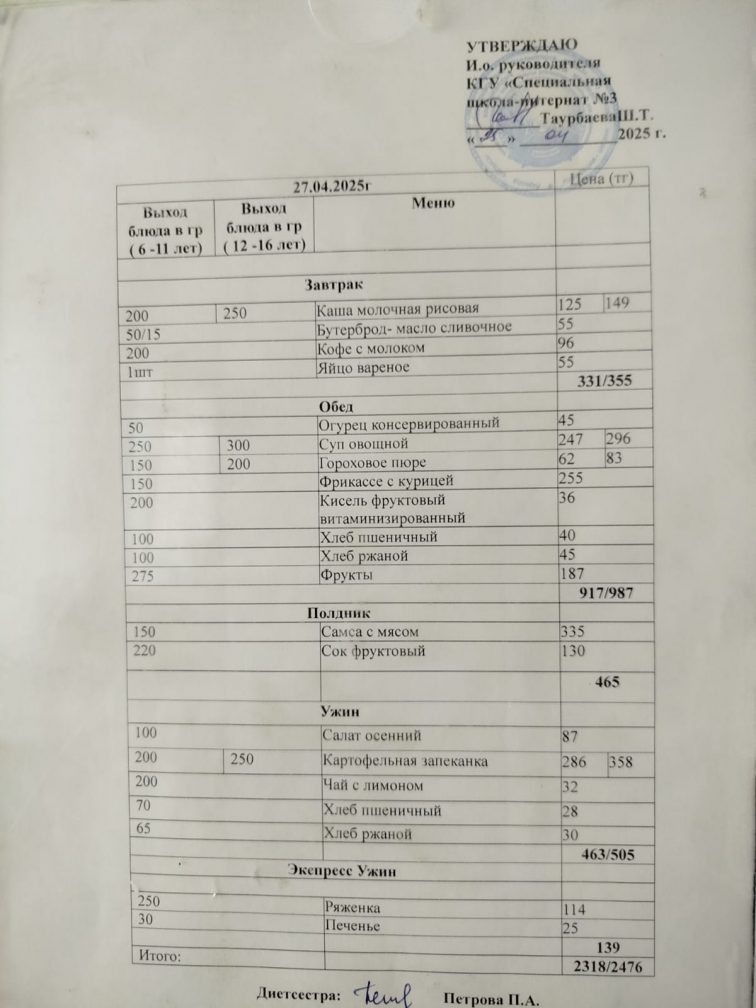 УТВЕРЖДАЮ
И.о. руководителя
КГУ «Специальная
школа-интернат №3
ТаурбаеваШ.Т.
« 25 » 04 2025 г.
27.04.2025г Цена (тг)
Выход блюда в гр ( 6 -11 лет) Выход блюда в гр ( 12 -16 лет) Меню
Завтрак
200 250 Каша молочная рисовая 125 149
50/15 Бутерброд- масло сливочное 55
200 Кофе с молоком 96
1шт Яйцо вареное 55
331/355
Обед
50 Огурец консервированный 45
250 300 Суп овощной 247 296
150 200 Гороховое пюре 62 83
150 Фрикассе с курицей 255
200 Кисель фруктовый 36
витаминизированный
100 Хлеб пшеничный 40
100 Хлеб ржаной 45
275 Фрукты 187
917/987
Полдник
150 Самса с мясом 335
220 Сок фруктовый 130
465
Ужин
100 Салат осенний 87
200 250 Картофельная запеканка 286 358
200 Чай с лимоном 32
70 Хлеб пшеничный 28
65 Хлеб ржаной 30
463/505
Экспресс Ужин
250 Ряженка 114
30 Печенье 25
139
Итого: 2318/2476
Диетсестра: Петрова П.А.